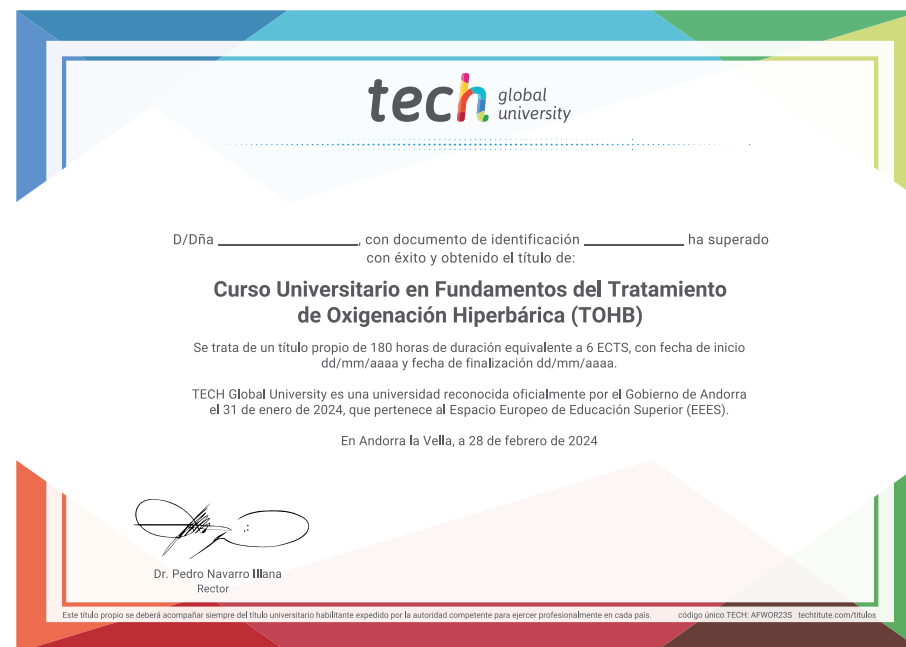 tech global university
D/Dña ____________________, con documento de identificación ______________ ha superado
con éxito y obtenido el título de:
Curso Universitario en Fundamentos del Tratamiento
de Oxigenación Hiperbárica (TOHB)
Se trata de un título propio de 180 horas de duración equivalente a 6 ECTS, con fecha de inicio
dd/mm/aaaa y fecha de finalización dd/mm/aaaa.
TECH Global University es una universidad reconocida oficialmente por el Gobierno de Andorra
el 31 de enero de 2024, que pertenece al Espacio Europeo de Educación Superior (EEES).
En Andorra la Vella, a 28 de febrero de 2024
Dr. Pedro Navarro Illana
Rector
Este título propio se deberá acompañar siempre del título universitario habilitante expedido por la autoridad competente para ejercer profesionalmente en cada país. código único TECH: AFWOR23S techtitute.com/titulos